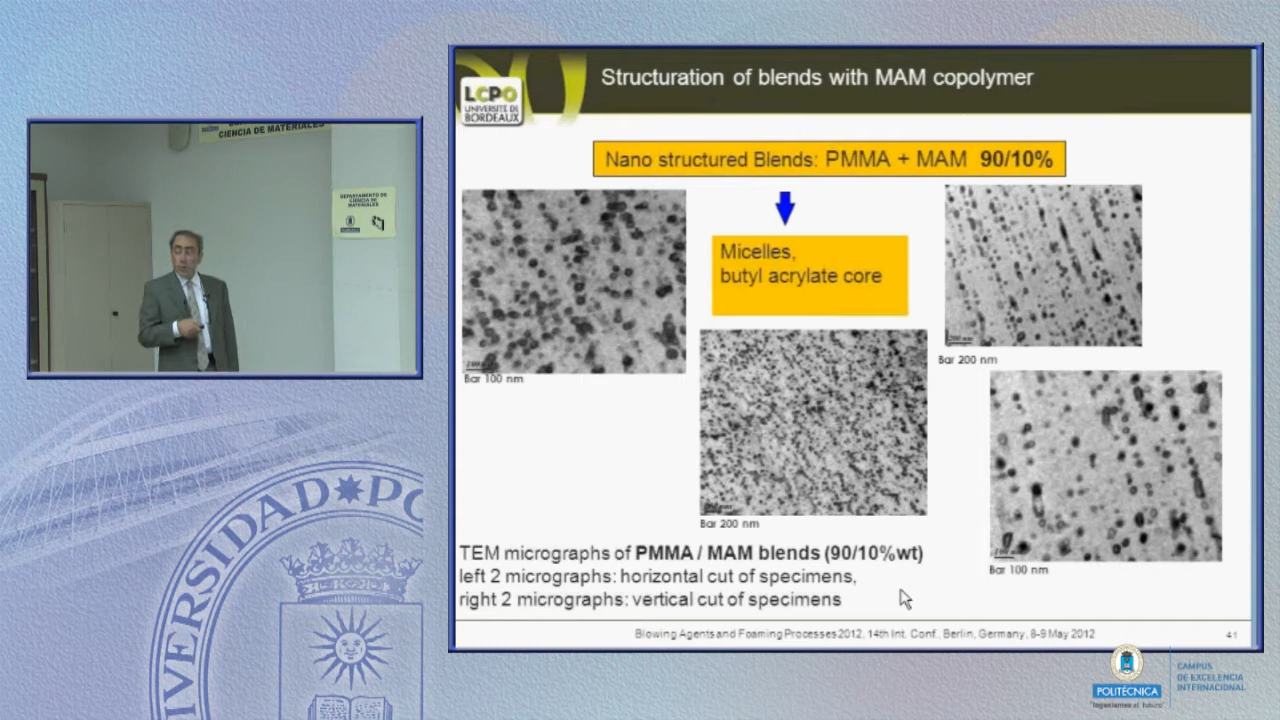 CIENCIA DE MATERIALES
DEPARTAMENTO DE
CIENCIA DE
MATERIALES
UNIVERSIDAD PO
LCPO
UNIVERSITÉ DE
BORDEAUX
Structuration of blends with MAM copolymer
Nano structured Blends: PMMA + MAM 90/10%
Micelles,
butyl acrylate core
Bar 100 nm
Bar 200 nm
Bar 200 nm
Bar 100 nm
TEM micrographs of PMMA / MAM blends (90/10%wt)
left 2 micrographs: horizontal cut of specimens,
right 2 micrographs: vertical cut of specimens
Blowing Agents and Foaming Processes 2012, 14th Int. Conf., Berlin, Germany, 8-9 May 2012
41
POLITÉCNICA
"Ingeniamos el futuro"
CAMPUS
DE EXCELENCIA
INTERNACIONAL